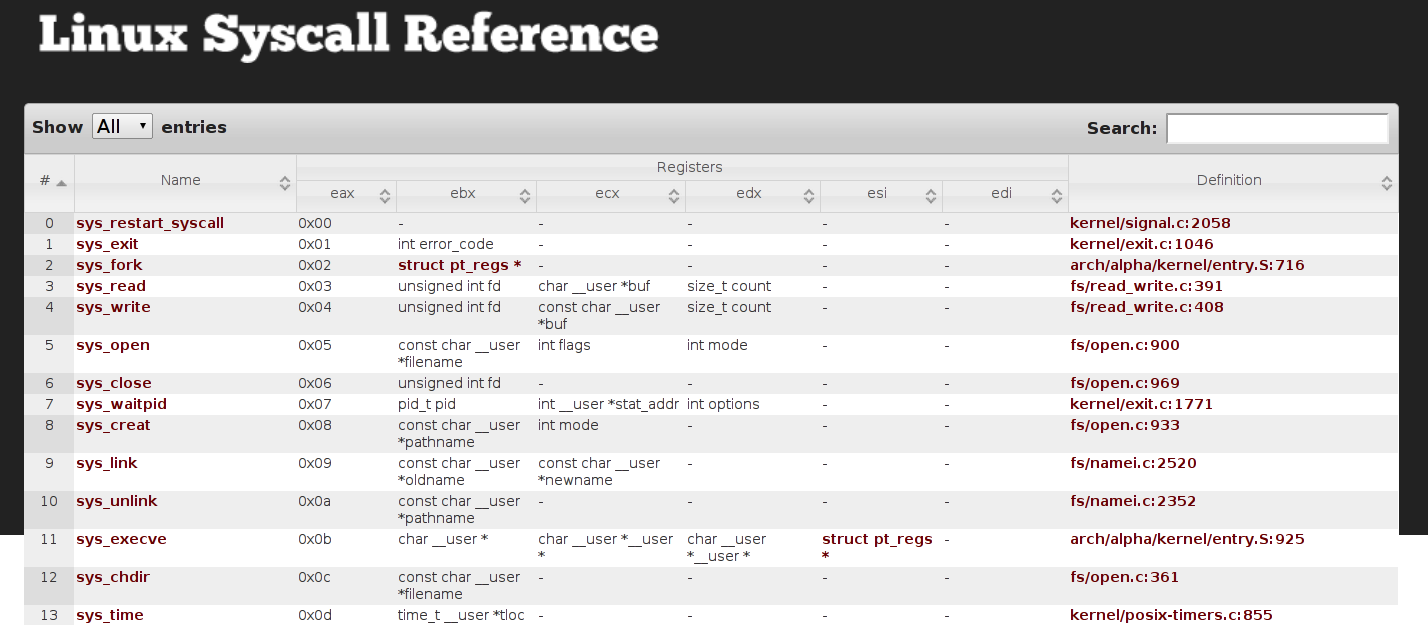 Linux Syscall Reference
Show All entries Search:
# Name Registers Definition
eax ebx ecx edx esi edi
0 sys_restart_syscall 0x00 - - - - - kernel/signal.c:2058
1 sys_exit 0x01 int error_code - - - - kernel/exit.c:1046
2 sys_fork 0x02 struct pt_regs * - - - - arch/alpha/kernel/entry.S:716
3 sys_read 0x03 unsigned int fd char __user *buf size_t count - - fs/read_write.c:391
4 sys_write 0x04 unsigned int fd const char __user size_t count - - fs/read_write.c:408
*buf
5 sys_open 0x05 const char __user int flags int mode - - fs/open.c:900
*filename
6 sys_close 0x06 unsigned int fd - - - - fs/open.c:969
7 sys_waitpid 0x07 pid_t pid int __user *stat_addr int options - - kernel/exit.c:1771
8 sys_creat 0x08 const char __user int mode - - - fs/open.c:933
*pathname
9 sys_link 0x09 const char __user const char __user - - - fs/namei.c:2520
*oldname *newname
10 sys_unlink 0x0a const char __user - - - - fs/namei.c:2352
*pathname
11 sys_execve 0x0b char __user * char __user *__user char __user struct pt_regs - arch/alpha/kernel/entry.S:925
* *__user * *
12 sys_chdir 0x0c const char __user - - - - fs/open.c:361
*filename
13 sys_time 0x0d time_t __user *tloc - - - - kernel/posix-timers.c:855